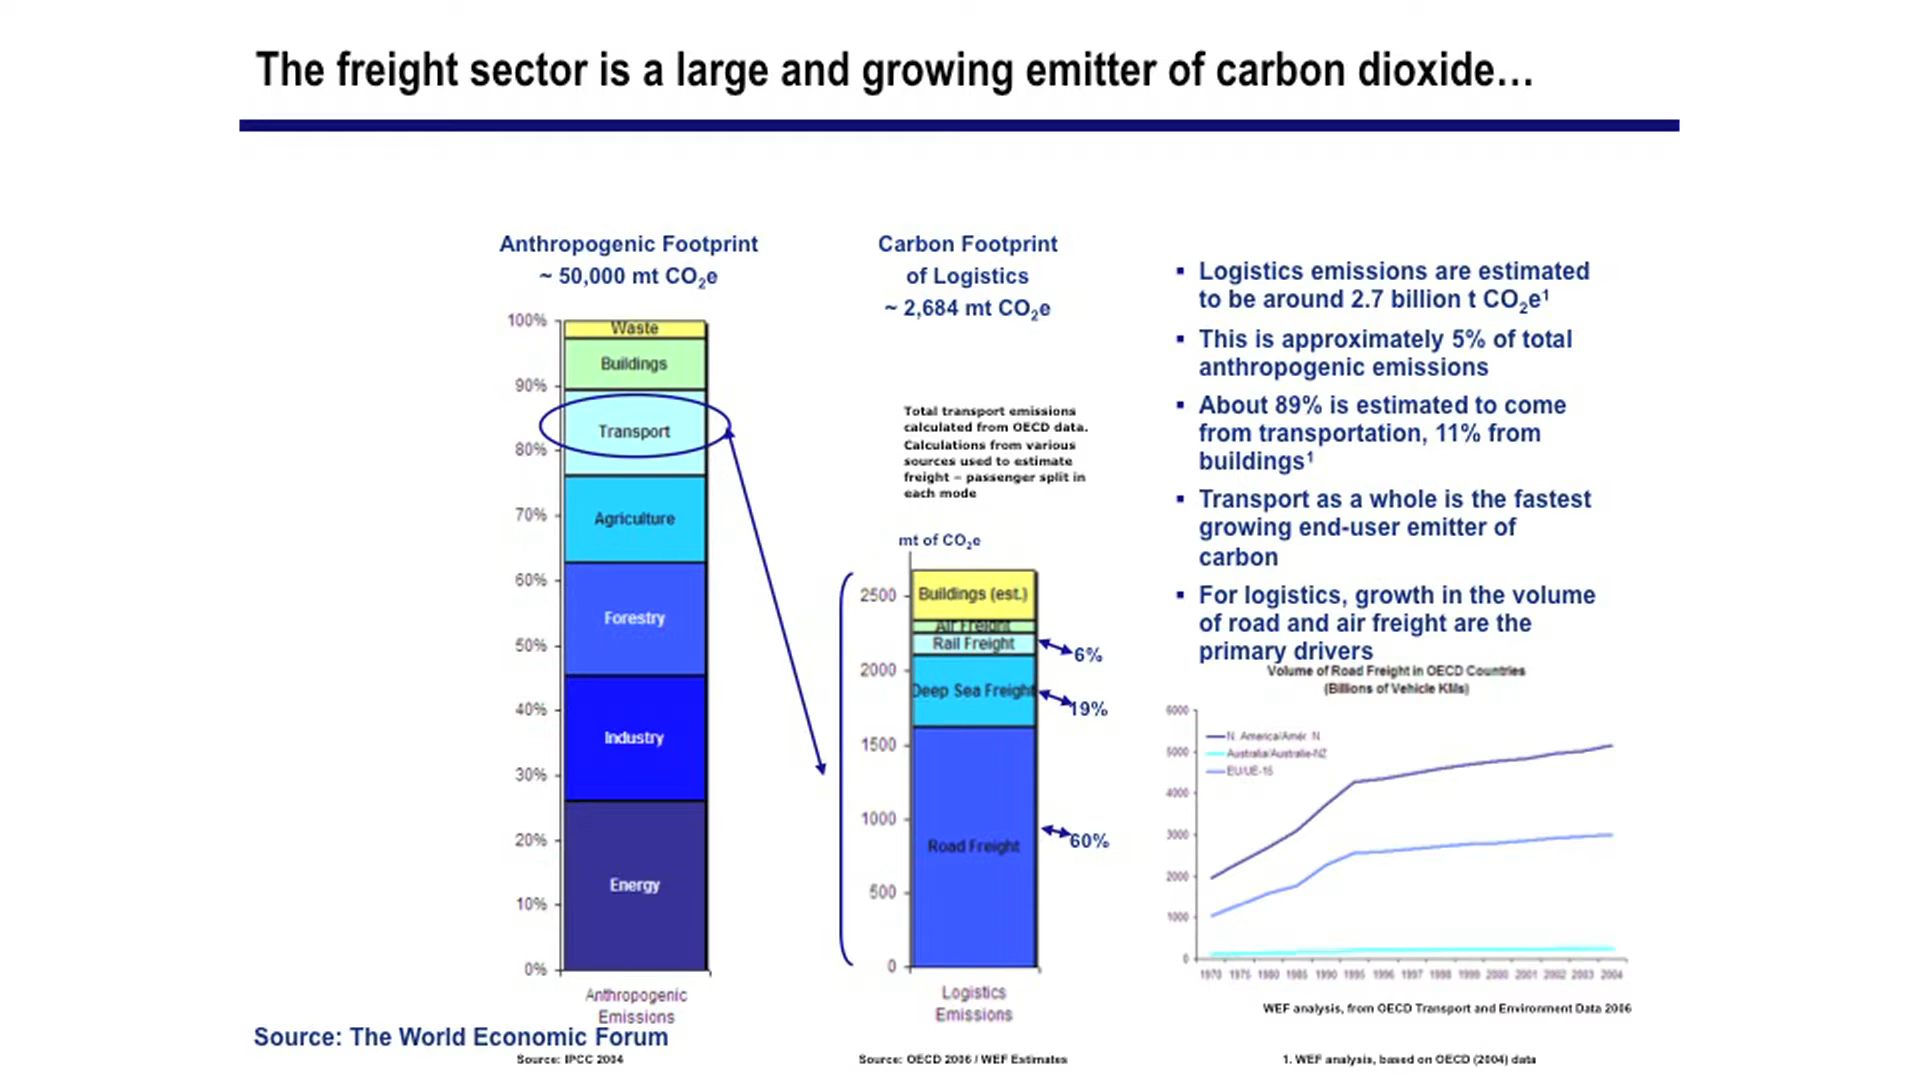 The freight sector is a large and growing emitter of carbon dioxide…
Anthropogenic Footprint
~ 50,000 mt CO₂e
100%
90%
80%
70%
60%
50%
40%
30%
20%
10%
0%
Waste
Buildings
Transport
Agriculture
Forestry
Industry
Energy
Anthropogenic
Emissions
Source: The World Economic Forum
Source: IPCC 2004
Carbon Footprint
of Logistics
~ 2,684 mt CO₂e
Total transport emissions
calculated from OECD data.
Calculations from various
sources used to estimate
freight – passenger split in
each mode
mt of CO₂e
2500
2000
1500
1000
500
0
Buildings (est.)
Air Freight
Rail Freight
Deep Sea Freight
Road Freight
6%
19%
60%
Logistics
Emissions
Source: OECD 2006 / WEF Estimates
▪ Logistics emissions are estimated
to be around 2.7 billion t CO₂e¹
▪ This is approximately 5% of total
anthropogenic emissions
▪ About 89% is estimated to come
from transportation, 11% from
buildings¹
▪ Transport as a whole is the fastest
growing end-user emitter of
carbon
▪ For logistics, growth in the volume
of road and air freight are the
primary drivers
Volume of Road Freight in OECD Countries
(Billions of Vehicle KMs)
6000
5000
4000
3000
2000
1000
0
N. America/Amér. N
Australia/Australie-NZ
EU/UE-15
1970 1975 1980 1985 1990 1995 1996 1997 1998 1999 2000 2001 2002 2003 2004
WEF analysis, from OECD Transport and Environment Data 2006
1. WEF analysis, based on OECD (2004) data